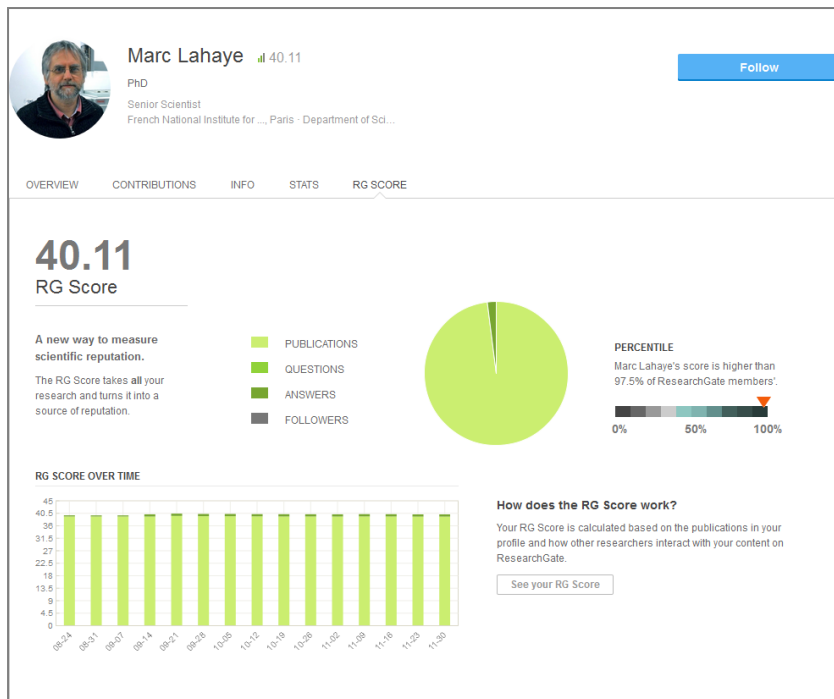 Marc Lahaye 40.11
PhD
Senior Scientist
French National Institute for ..., Paris · Department of Sci...
Follow
OVERVIEW CONTRIBUTIONS INFO STATS RG SCORE
40.11
RG Score
A new way to measure
scientific reputation.
The RG Score takes all your
research and turns it into a
source of reputation.
PUBLICATIONS
QUESTIONS
ANSWERS
FOLLOWERS
PERCENTILE
Marc Lahaye's score is higher than
97.5% of ResearchGate members'.
0% 50% 100%
RG SCORE OVER TIME
45
40.5
36
31.5
27
22.5
18
13.5
9
4.5
0
08-24 08-31 09-07 09-14 09-21 09-28 10-05 10-12 10-19 10-26 11-02 11-09 11-16 11-23 11-30
How does the RG Score work?
Your RG Score is calculated based on the publications in your
profile and how other researchers interact with your content on
ResearchGate.
See your RG Score